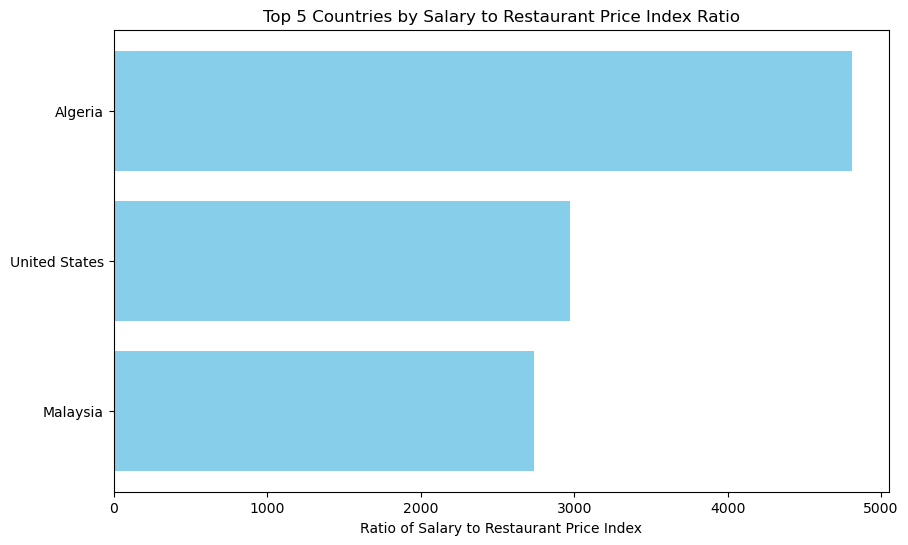 Top 5 Countries by Salary to Restaurant Price Index Ratio
Algeria
United States
Malaysia
0 1000 2000 3000 4000 5000
Ratio of Salary to Restaurant Price Index